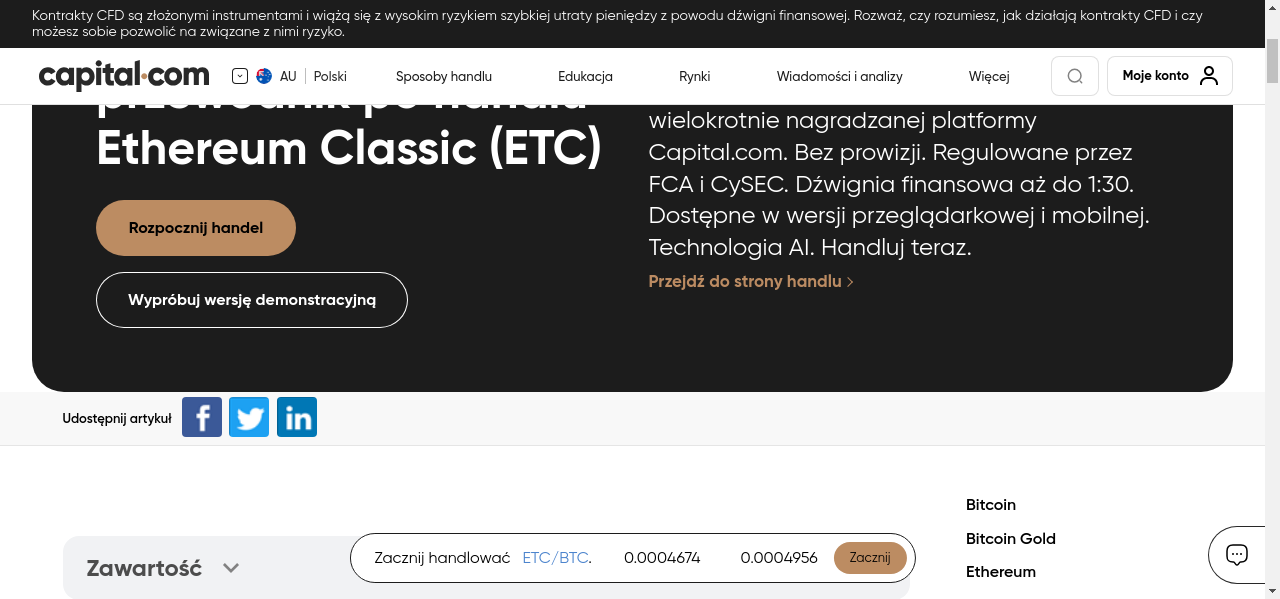 Kontrakty CFD są złożonymi instrumentami i wiążą się z wysokim ryzykiem szybkiej utraty pieniędzy z powodu dźwigni finansowej. Rozważ, czy rozumiesz, jak działają kontrakty CFD i czy
możesz sobie pozwolić na związane z nimi ryzyko.
capital.com
AU
Polski
Sposoby handlu
Edukacja
Rynki
Wiadomości i analizy
Więcej
Moje konto
przewodnik po handlu
Ethereum Classic (ETC)
Rozpocznij handel
Wypróbuj wersję demonstracyjną
wielokrotnie nagradzanej platformy
Capital.com. Bez prowizji. Regulowane przez
FCA i CySEC. Dźwignia finansowa aż do 1:30.
Dostępne w wersji przeglądarkowej i mobilnej.
Technologia AI. Handluj teraz.
Przejdź do strony handlu
Udostępnij artykuł
Zawartość
Zacznij handlować ETC/BTC. 0.0004674 0.0004956 Zacznij
Bitcoin
Bitcoin Gold
Ethereum